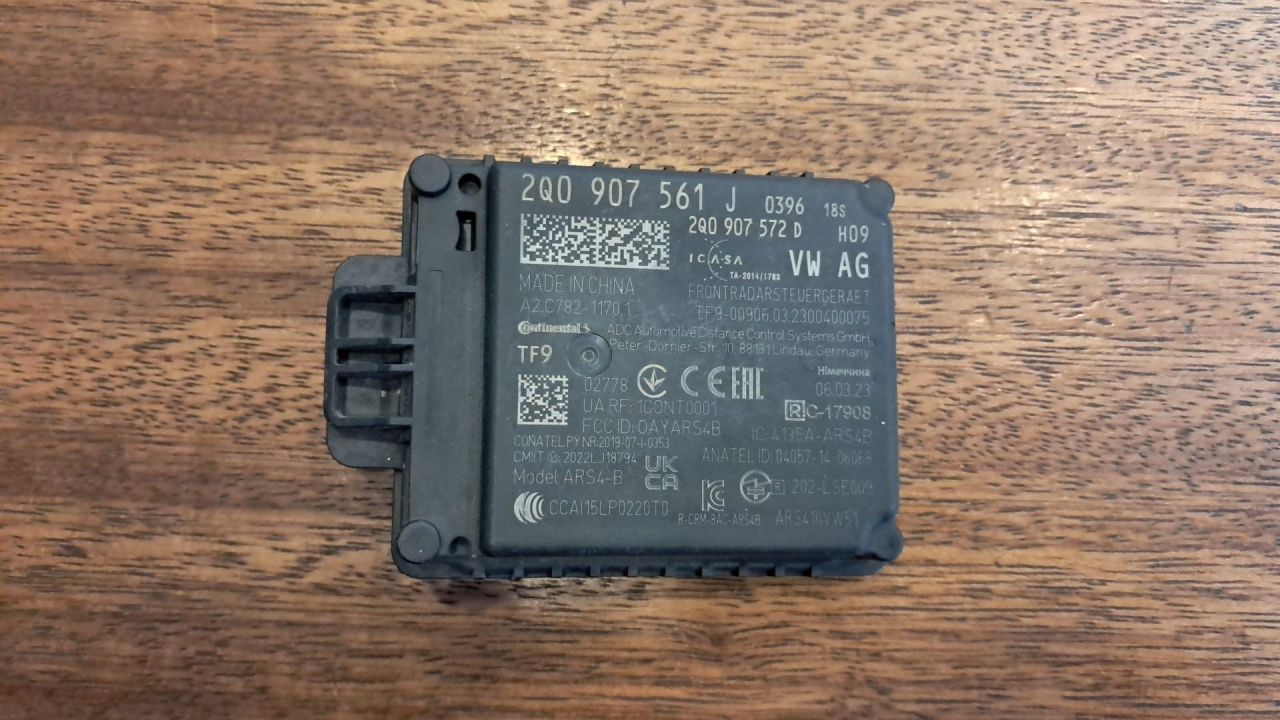 2Q0 907 561 J 0396 18S
2Q0 907 572 D H09
ICASA VW AG
TA-2014/1783
MADE IN CHINA FRONTRADARSTEUERGERAET
A2C782-1170.1 TF9-00906.03.2300400075
Continental ADC Automotive Distance Control Systems GmbH
TF9 Peter-Dornier-Str. 10, 88131 Lindau, Germany
Німеччина
02778 CE EAC 06.03.23
UA RF: 1CONT0001 R C-17908
FCC ID: OAYARS4B IC: 4135A-ARS4B
CONATEL.PY NR:2019-07-I-0353
CMIIT ID: 2022LJ18794 UK CA ANATEL ID: 04057-14-06068
Model ARS4-B R 202-LSE009
CCAI15LP0220T0 R-CRM-8AC-ARS4B ARS410VW51